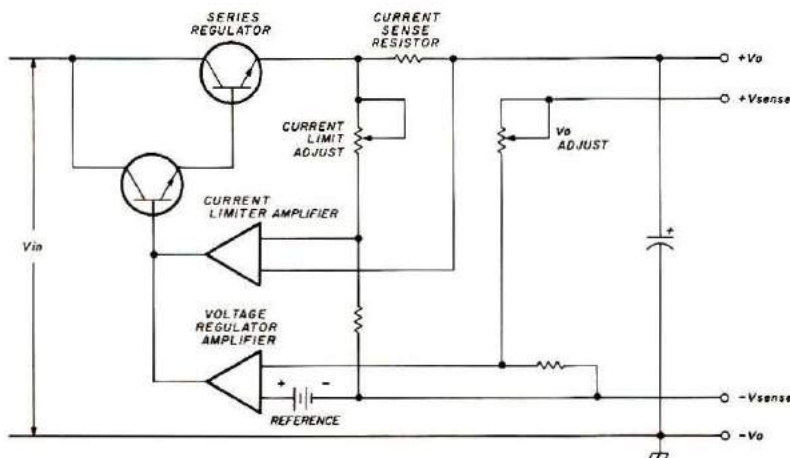 SERIES
REGULATOR
CURRENT
SENSE
RESISTOR
+Vo
+Vsense
CURRENT
LIMIT
ADJUST
Vo
ADJUST
CURRENT
LIMITER AMPLIFIER
+
Vin
VOLTAGE
REGULATOR
AMPLIFIER
+ -
REFERENCE
-Vsense
-Vo